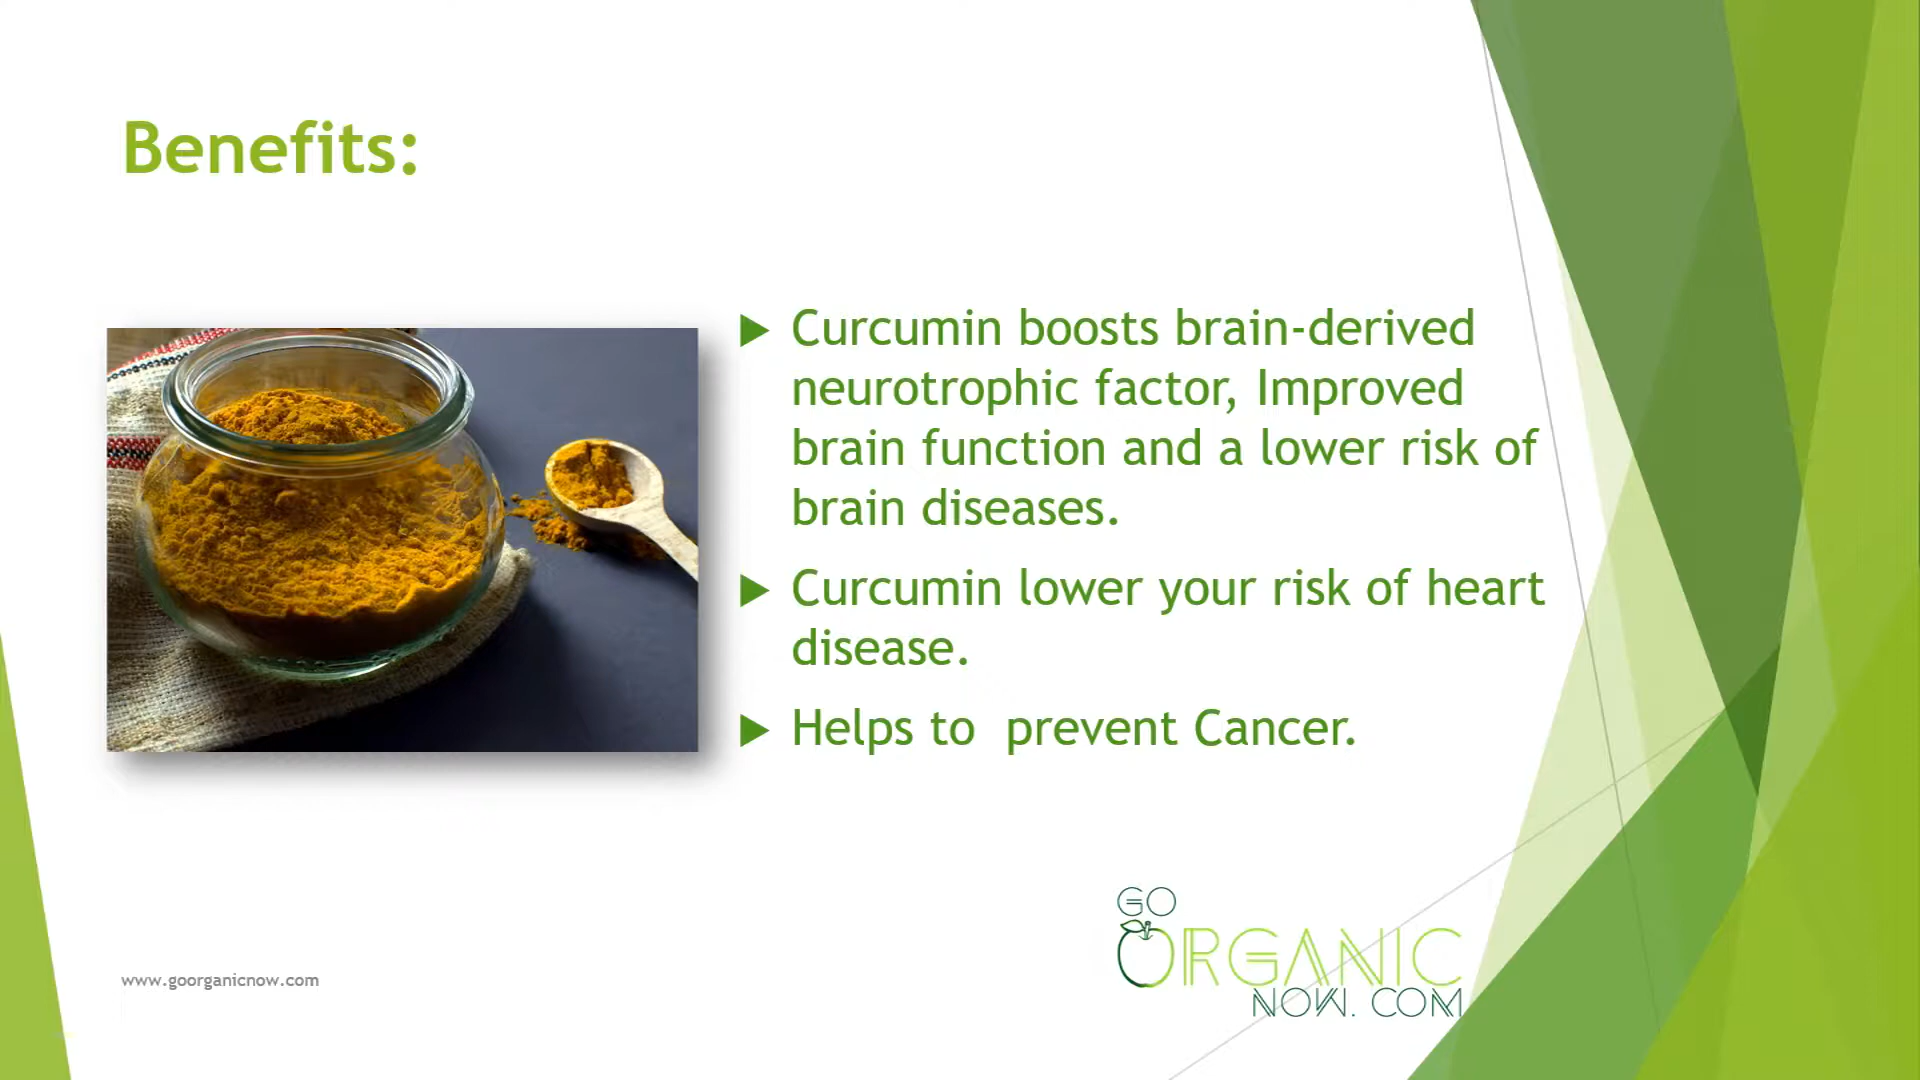 Benefits:
Curcumin boosts brain-derived
neurotrophic factor, Improved
brain function and a lower risk of
brain diseases.
Curcumin lower your risk of heart
disease.
Helps to  prevent Cancer.
GO
ORGANIC
NOW. COM
www.goorganicnow.com